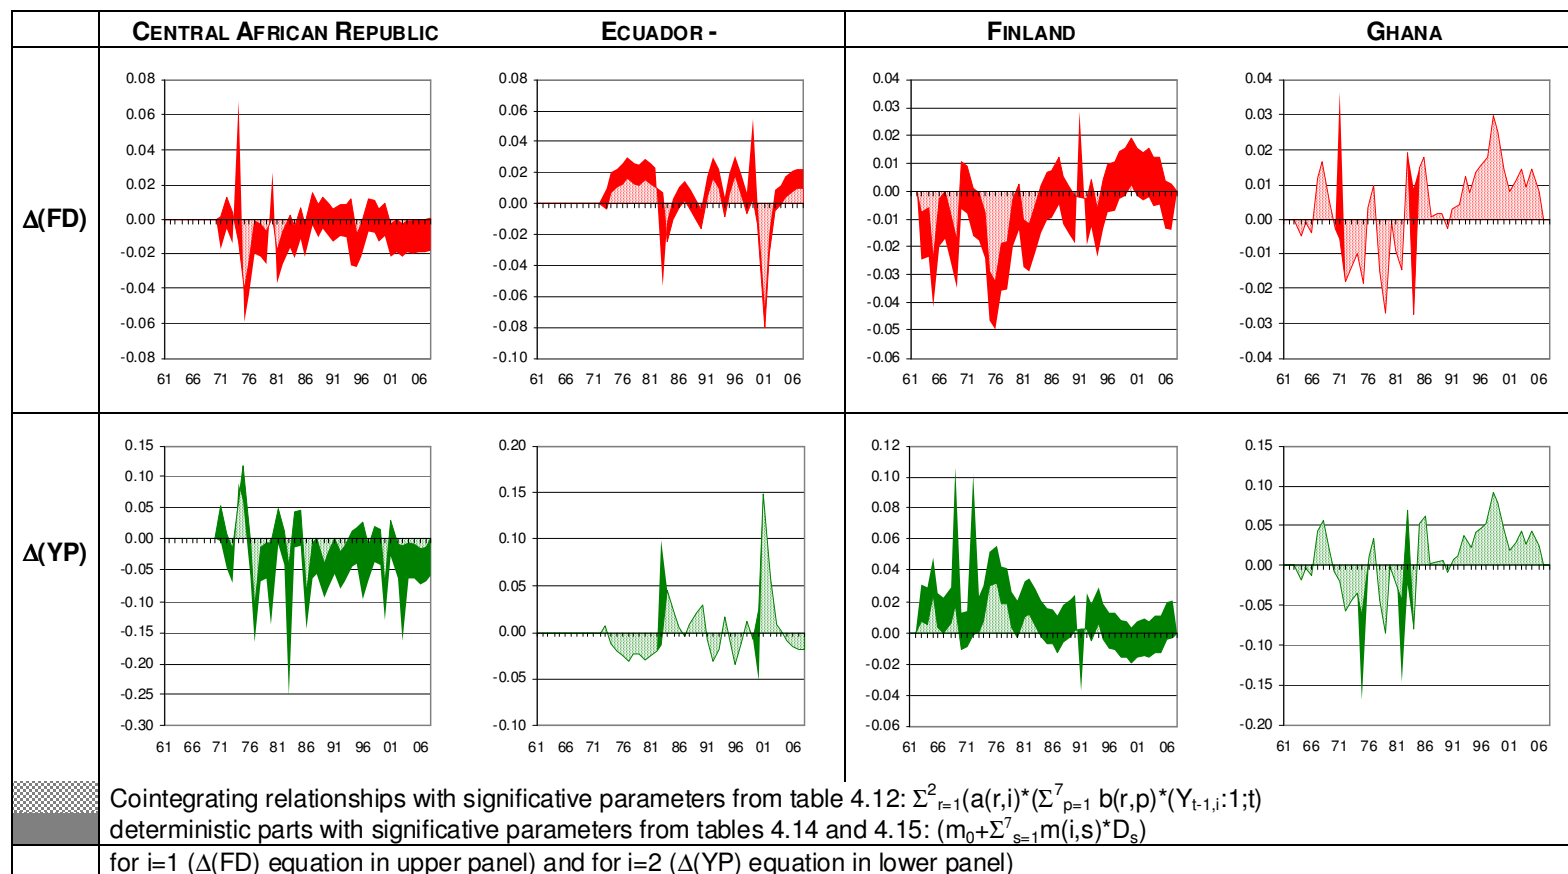 CENTRAL AFRICAN REPUBLIC ECUADOR - FINLAND GHANA
Δ(FD)
0.08 0.06 0.04 0.02 0.00 -0.02 -0.04 -0.06 -0.08
61 66 71 76 81 86 91 96 01 06
0.08 0.06 0.04 0.02 0.00 -0.02 -0.04 -0.06 -0.08 -0.10
61 66 71 76 81 86 91 96 01 06
0.04 0.03 0.02 0.01 0.00 -0.01 -0.02 -0.03 -0.04 -0.05 -0.06
61 66 71 76 81 86 91 96 01 06
0.04 0.03 0.02 0.01 0.00 -0.01 -0.02 -0.03 -0.04
61 66 71 76 81 86 91 96 01 06
Δ(YP)
0.15 0.10 0.05 0.00 -0.05 -0.10 -0.15 -0.20 -0.25 -0.30
61 66 71 76 81 86 91 96 01 06
0.20 0.15 0.10 0.05 0.00 -0.05 -0.10
61 66 71 76 81 86 91 96 01 06
0.12 0.10 0.08 0.06 0.04 0.02 0.00 -0.02 -0.04 -0.06
61 66 71 76 81 86 91 96 01 06
0.15 0.10 0.05 0.00 -0.05 -0.10 -0.15 -0.20
61 66 71 76 81 86 91 96 01 06
Cointegrating relationships with significative parameters from table 4.12: Σ²r=1(a(r,i)*(Σ⁷p=1 b(r,p)*(Yt-1,i:1;t)
deterministic parts with significative parameters from tables 4.14 and 4.15: (m0+Σ⁷s=1m(i,s)*Ds)
for i=1 (Δ(FD) equation in upper panel) and for i=2 (Δ(YP) equation in lower panel)